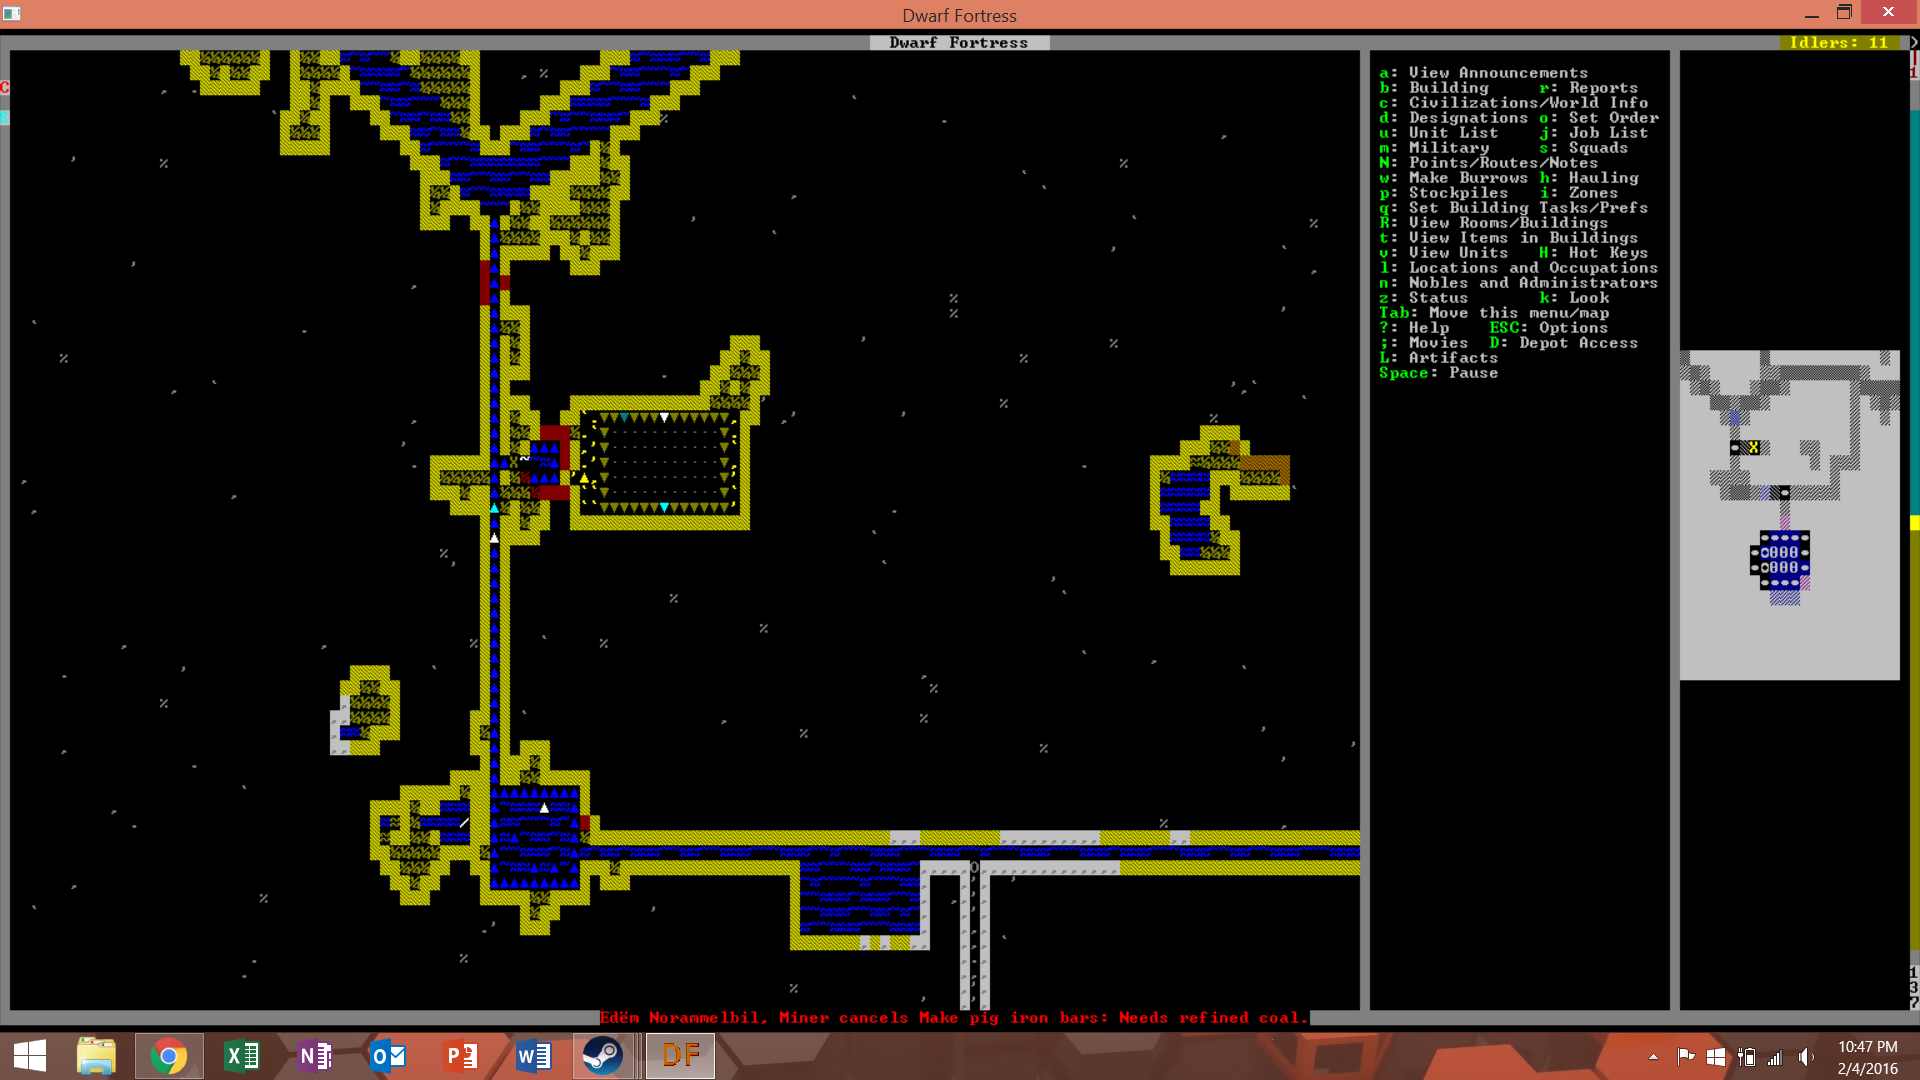 Dwarf Fortress
Dwarf Fortress
Idlers: 11
a: View Announcements
b: Building r: Reports
c: Civilizations/World Info
d: Designations o: Set Order
u: Unit List j: Job List
m: Military s: Squads
N: Points/Routes/Notes
w: Make Burrows h: Hauling
p: Stockpiles i: Zones
q: Set Building Tasks/Prefs
R: View Rooms/Buildings
t: View Items in Buildings
v: View Units H: Hot Keys
l: Locations and Occupations
n: Nobles and Administrators
z: Status k: Look
Tab: Move this menu/map
?: Help ESC: Options
;: Movies D: Depot Access
L: Artifacts
Space: Pause
Edëm Norammelbil, Miner cancels Make pig iron bars: Needs refined coal.
DF
10:47 PM
2/4/2016